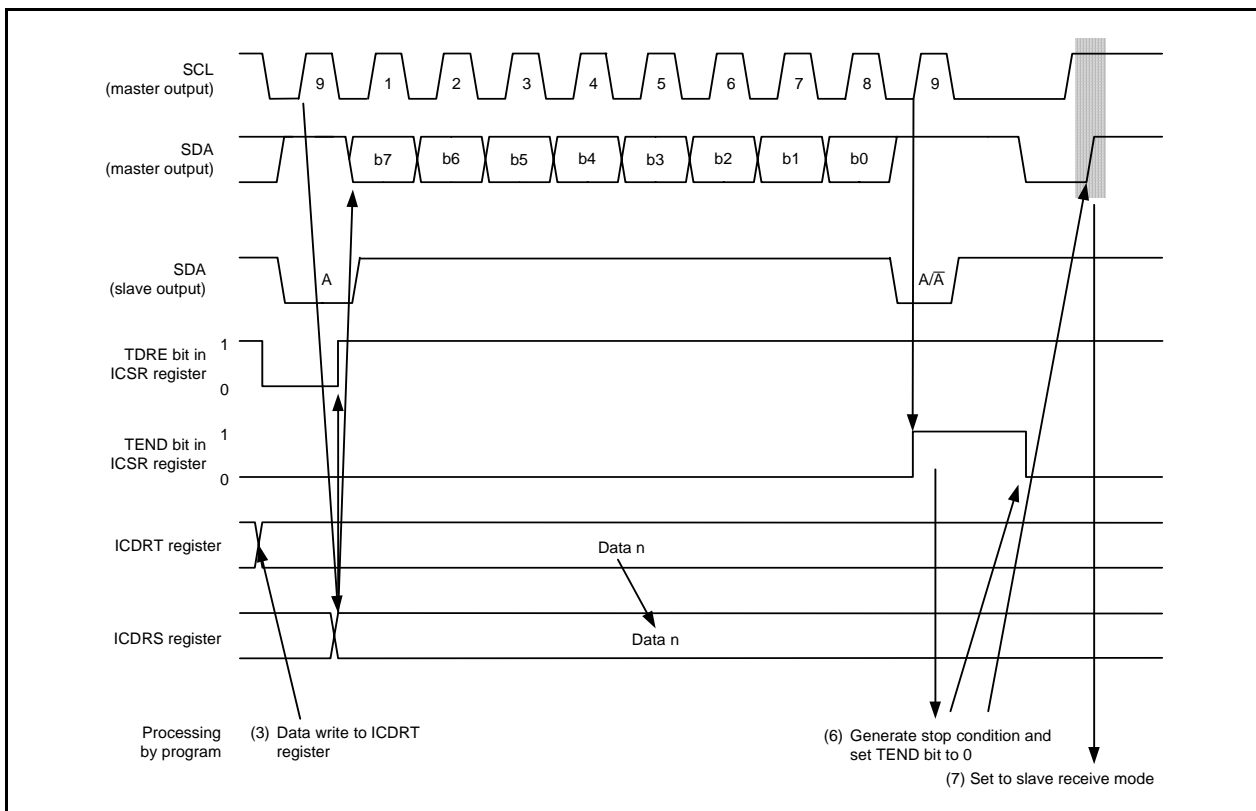 SCL
(master output)
9 1 2 3 4 5 6 7 8 9
SDA
(master output)
b7 b6 b5 b4 b3 b2 b1 b0
SDA
(slave output)
A A/A̅
TDRE bit in
ICSR register
1
0
TEND bit in
ICSR register
1
0
ICDRT register
Data n
ICDRS register
Data n
Processing
by program
(3) Data write to ICDRT
register
(6) Generate stop condition and
set TEND bit to 0
(7) Set to slave receive mode